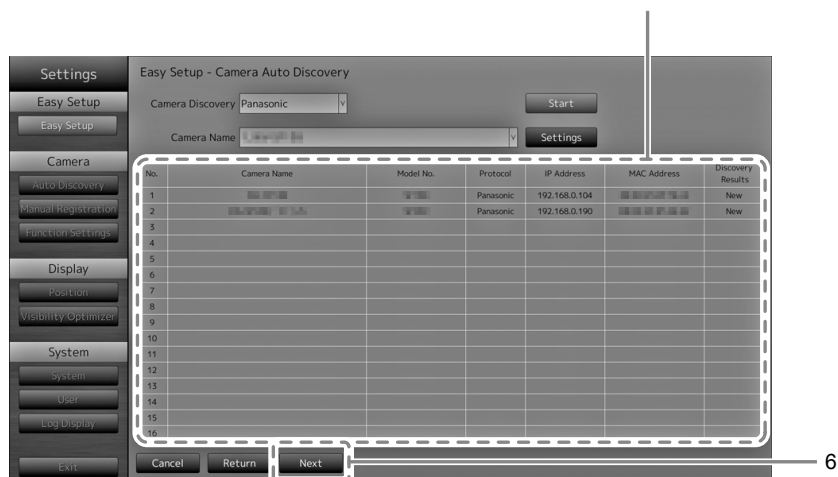 Settings
Easy Setup
Easy Setup
Camera
Auto Discovery
Manual Registration
Function Settings
Display
Position
Visibility Optimizer
System
System
User
Log Display
Exit
Easy Setup - Camera Auto Discovery
Camera Discovery Panasonic Start
Camera Name Settings
No. Camera Name Model No. Protocol IP Address MAC Address Discovery Results
1 Panasonic 192.168.0.104 New
2 Panasonic 192.168.0.190 New
3
4
5
6
7
8
9
10
11
12
13
14
15
16
Cancel Return Next
6